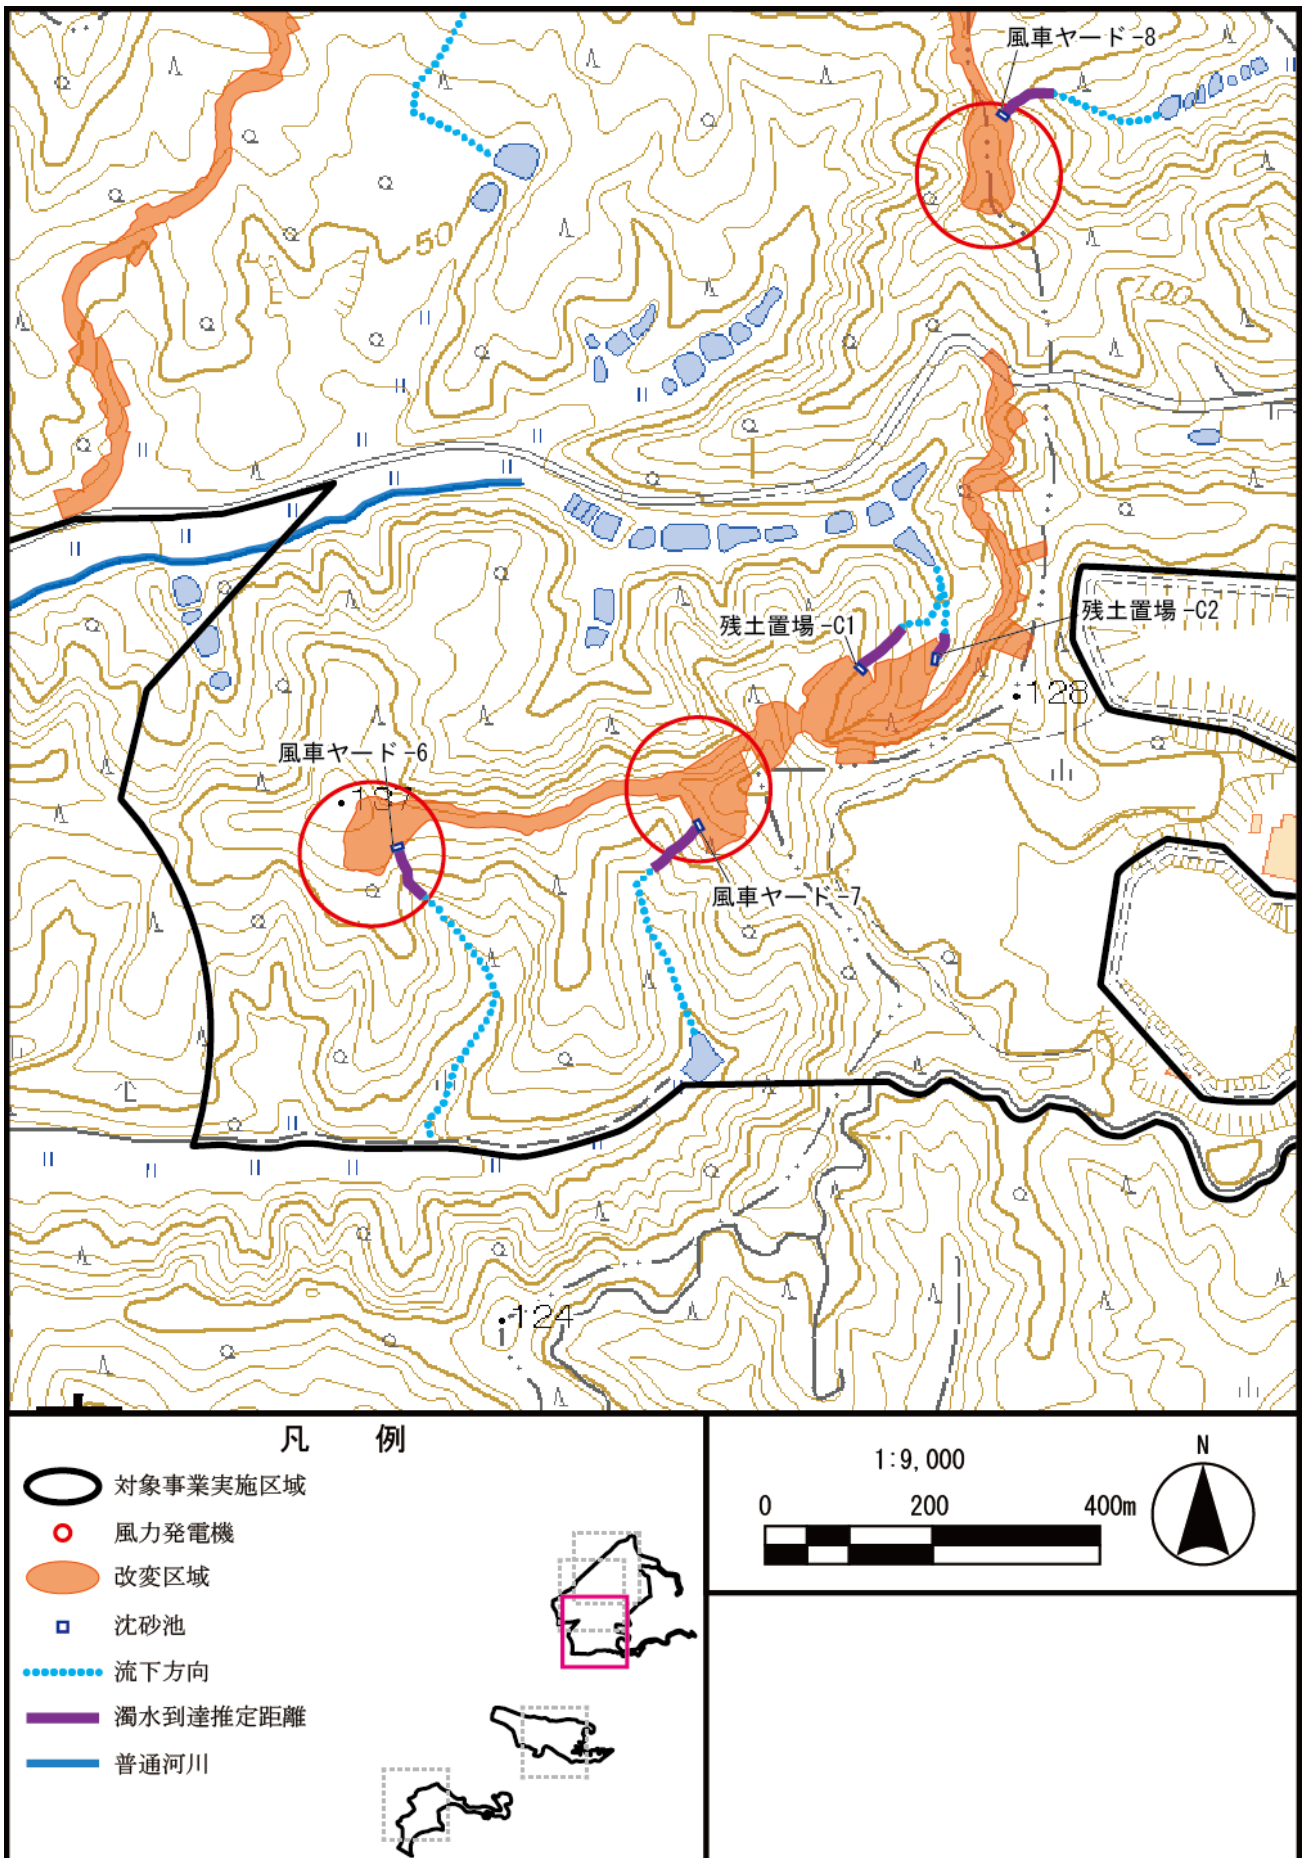 風車ヤード-8
50
100
残土置場-C1
残土置場-C2
128
風車ヤード-6
137
風車ヤード-7
124
凡 例
対象事業実施区域
風力発電機
改変区域
沈砂池
流下方向
濁水到達推定距離
普通河川
1:9,000
0 200 400m
N